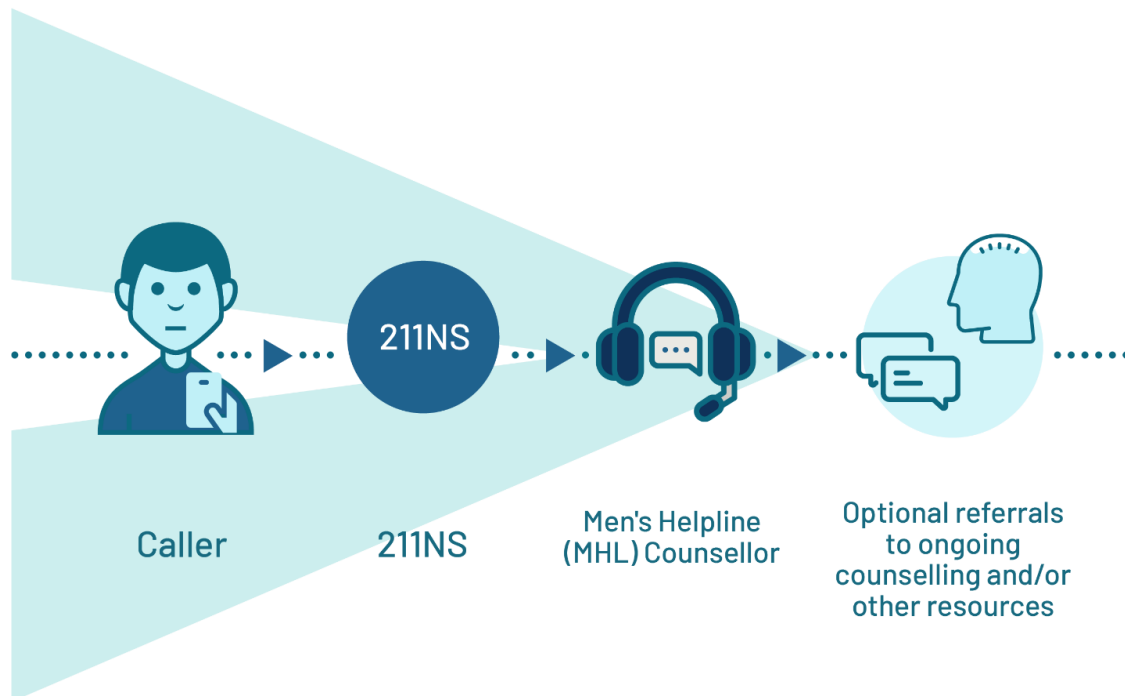 211NS
Caller
211NS
Men's Helpline
(MHL) Counsellor
Optional referrals
to ongoing
counselling and/or
other resources